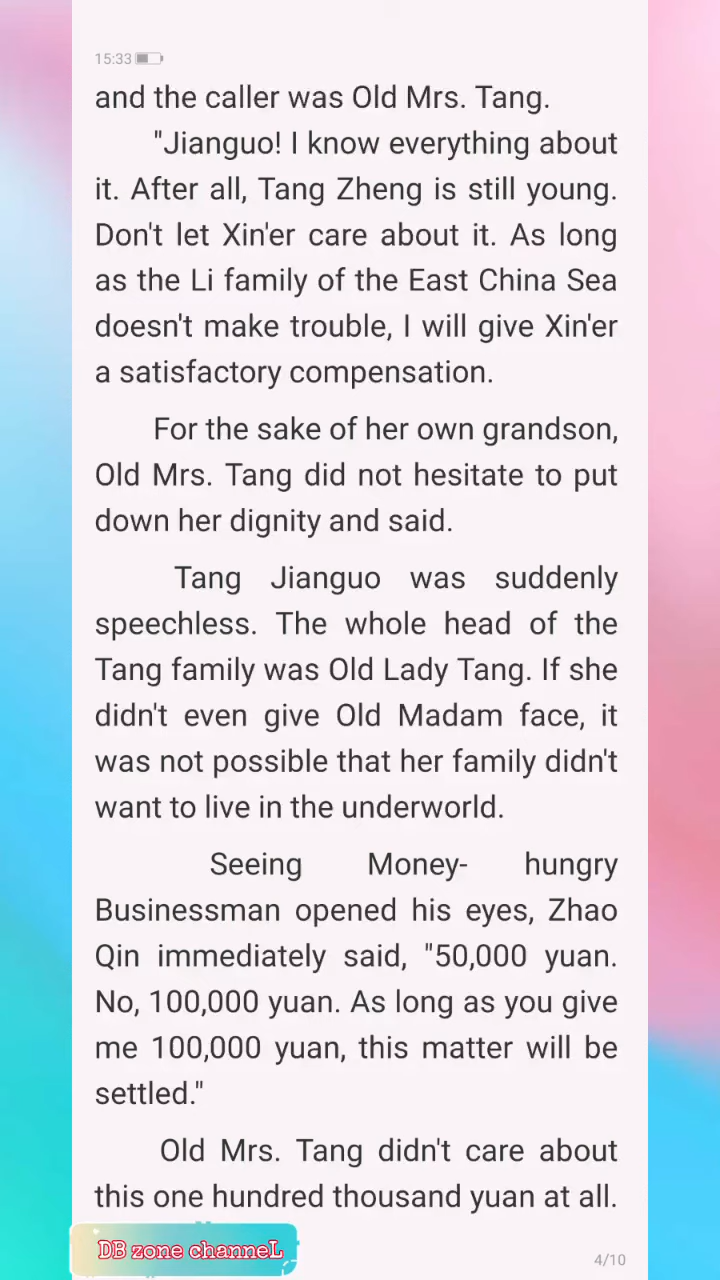 15:33
and the caller was Old Mrs. Tang.
"Jianguo! I know everything about
it. After all, Tang Zheng is still young.
Don't let Xin'er care about it. As long
as the Li family of the East China Sea
doesn't make trouble, I will give Xin'er
a satisfactory compensation.
For the sake of her own grandson,
Old Mrs. Tang did not hesitate to put
down her dignity and said.
Tang Jianguo was suddenly
speechless. The whole head of the
Tang family was Old Lady Tang. If she
didn't even give Old Madam face, it
was not possible that her family didn't
want to live in the underworld.
Seeing Money- hungry
Businessman opened his eyes, Zhao
Qin immediately said, "50,000 yuan.
No, 100,000 yuan. As long as you give
me 100,000 yuan, this matter will be
settled."
Old Mrs. Tang didn't care about
this one hundred thousand yuan at all.
DB zone channeL
4/10